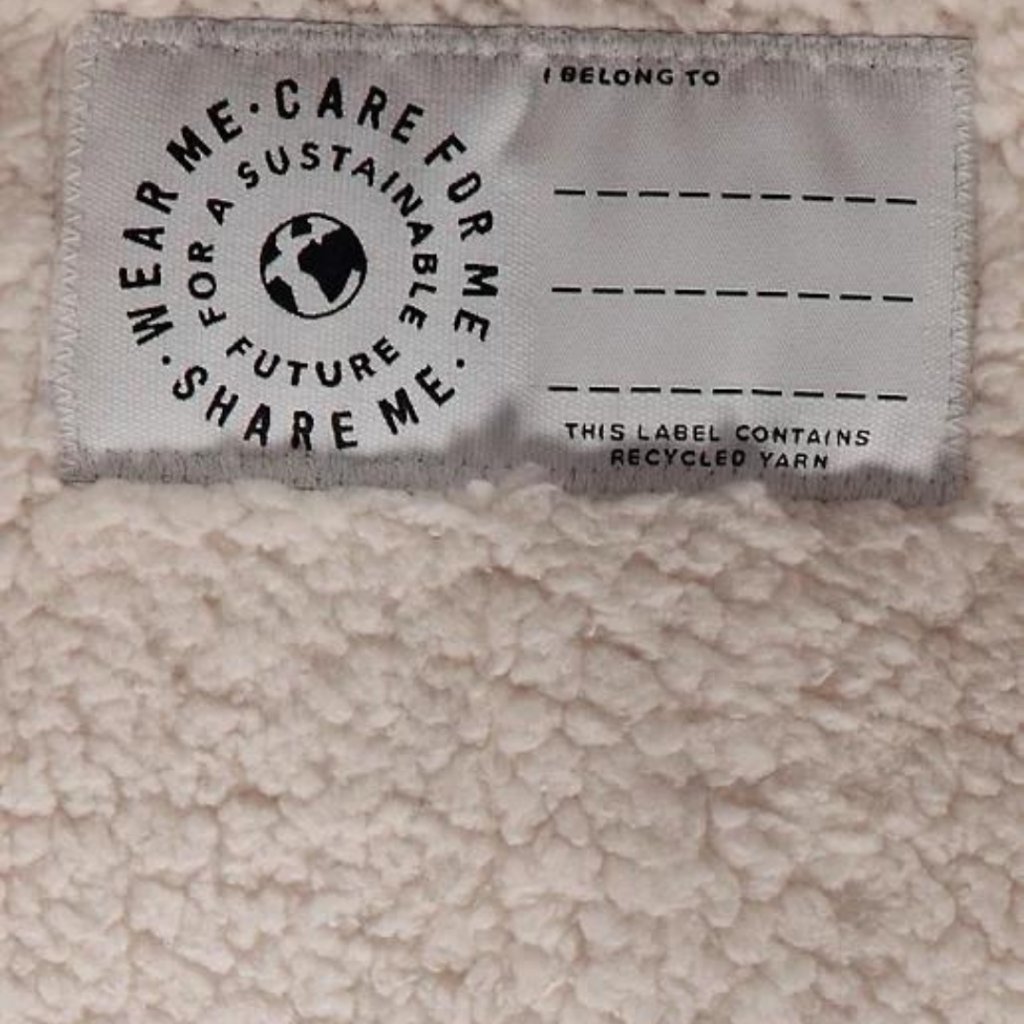 WEAR ME · CARE FOR ME · SHARE ME ·
FOR A SUSTAINABLE FUTURE
I BELONG TO
THIS LABEL CONTAINS
RECYCLED YARN